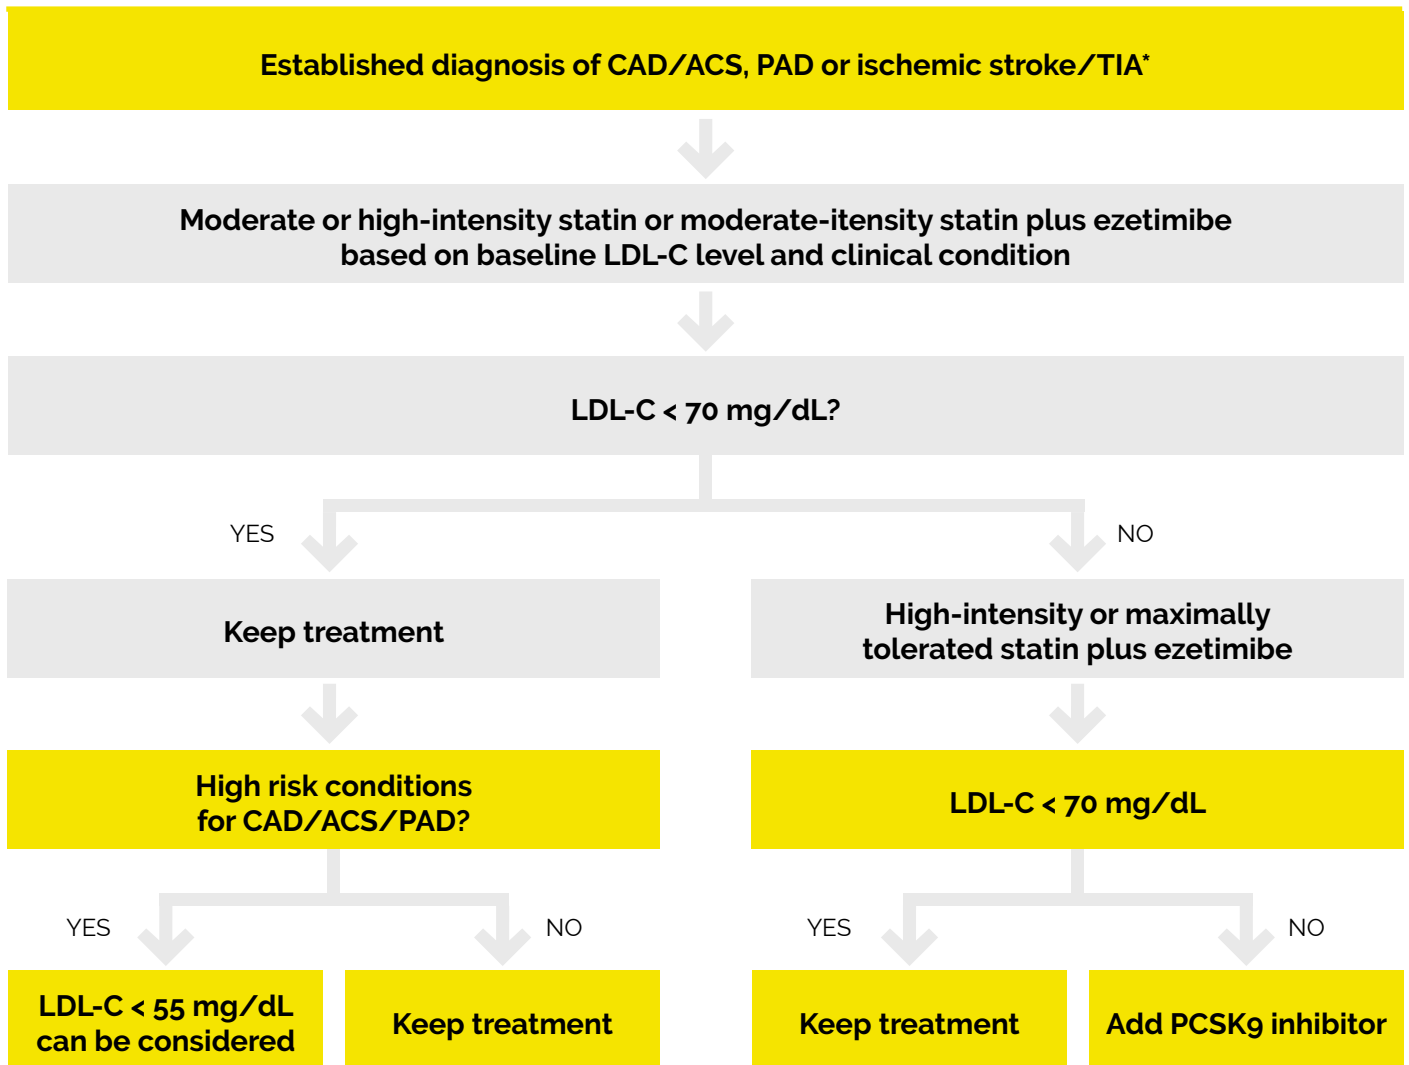 Established diagnosis of CAD/ACS, PAD or ischemic stroke/TIA*
Moderate or high-intensity statin or moderate-itensity statin plus ezetimibe
based on baseline LDL-C level and clinical condition
LDL-C < 70 mg/dL?
YES
NO
Keep treatment
High-intensity or maximally
tolerated statin plus ezetimibe
High risk conditions
for CAD/ACS/PAD?
LDL-C < 70 mg/dL
YES
NO
YES
NO
LDL-C < 55 mg/dL
can be considered
Keep treatment
Keep treatment
Add PCSK9 inhibitor